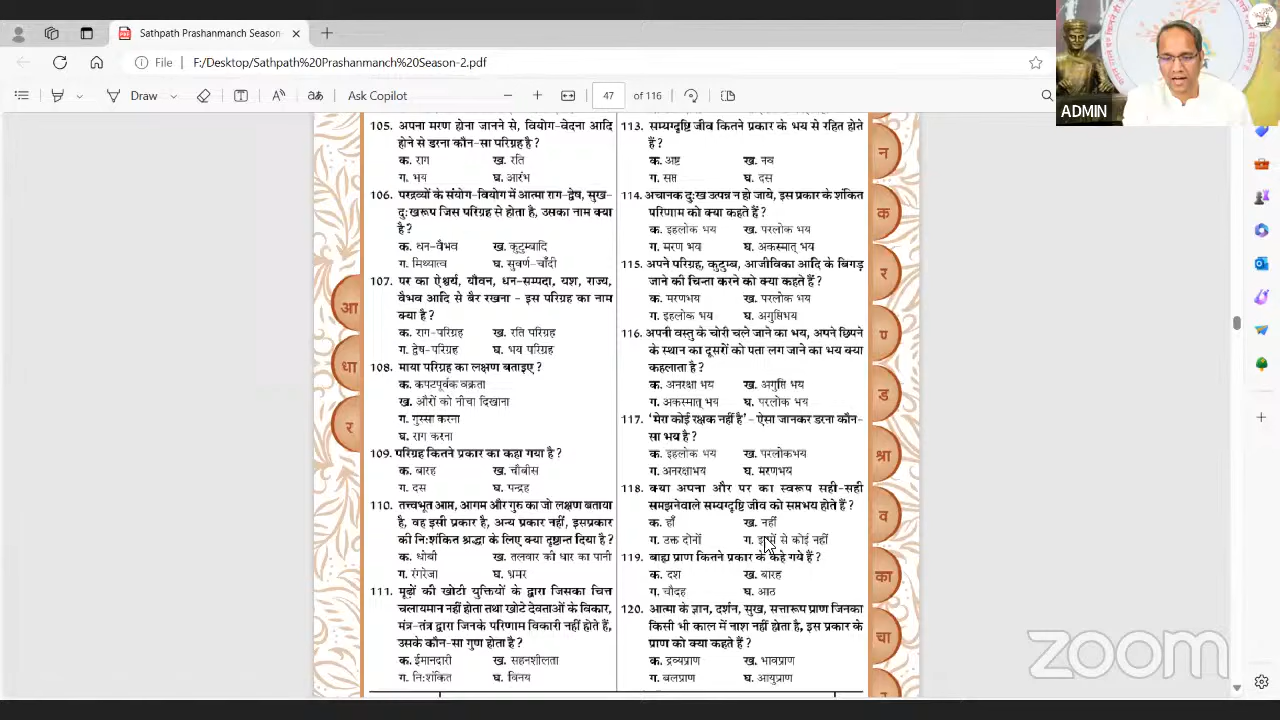 Sathpath Prashanmanch Season-
File
F:/Desktop/Sathpath%20Prashanmanch%20Season-2.pdf
Draw
Ask Copilot
47 of 116
ADMIN
105. अपना मरण होना जानने से, वियोग-वेदना आदि
होने से डरना कौन-सा परिग्रह है ?
क. राग ख. रति
ग. भय घ. आरंभ
106. परद्रव्यों के संयोग-वियोग में आत्मा राग-द्वेष, सुख-
दुःखरूप जिस परिग्रह से होता है, उसका नाम क्या
है ?
क. धन-वैभव ख. कुटुम्बादि
ग. मिथ्यात्व घ. सुवर्ण-चाँदी
107. पर का ऐश्वर्य, यौवन, धन-सम्पदा, यश, राज्य,
वैभव आदि से बैर रखना - इस परिग्रह का नाम
क्या है ?
क. राग-परिग्रह ख. रति परिग्रह
ग. द्वेष-परिग्रह घ. भय परिग्रह
108. माया परिग्रह का लक्षण बताइए ?
क. कपटपूर्वक वक्रता
ख. औरों को नीचा दिखाना
ग. गुस्सा करना
घ. राग करना
109. परिग्रह कितने प्रकार का कहा गया है ?
क. बारह ख. चौबीस
ग. दस घ. पन्द्रह
110. तत्त्वभूत आप्त, आगम और गुरु का जो लक्षण बताया
है, वह इसी प्रकार है, अन्य प्रकार नहीं, इसप्रकार
की निःशंकित श्रद्धा के लिए क्या दृष्टान्त दिया है ?
क. धोबी ख. तलवार की धार का पानी
ग. रंगरेजा घ. भ्रमर
111. मूढ़ों की खोटी युक्तियों के द्वारा जिसका चित्त
चलायमान नहीं होता तथा खोटे देवताओं के विकार,
मंत्र-तंत्र द्वारा जिनके परिणाम विकारी नहीं होते हैं,
उसके कौन-सा गुण होता है ?
क. ईमानदारी ख. सहनशीलता
ग. निःशंकित घ. विनय
113. सम्यग्दृष्टि जीव कितने प्रकार के भय से रहित होते
हैं ?
क. अष्ट ख. नव
ग. सप्त घ. दस
114. अचानक दुःख उत्पन्न न हो जाये, इस प्रकार के शंकित
परिणाम को क्या कहते हैं ?
क. इहलोक भय ख. परलोक भय
ग. मरण भय घ. अकस्मात् भय
115. अपने परिग्रह, कुटुम्ब, आजीविका आदि के बिगड़
जाने की चिन्ता करने को क्या कहते हैं ?
क. मरणभय ख. परलोक भय
ग. इहलोक भय घ. अगुप्तिभय
116. अपनी वस्तु के चोरी चले जाने का भय, अपने छिपने
के स्थान का दूसरों को पता लग जाने का भय क्या
कहलाता है ?
क. अनरक्षा भय ख. अगुप्ति भय
ग. अकस्मात् भय घ. परलोक भय
117. ‘मेरा कोई रक्षक नहीं है’ - ऐसा जानकर डरना कौन-
सा भय है ?
क. इहलोक भय ख. परलोकभय
ग. अनरक्षाभय घ. मरणभय
118. क्या अपना और पर का स्वरूप सही-सही
समझनेवाले सम्यग्दृष्टि जीव को सप्तभय होते हैं ?
क. हाँ ख. नहीं
ग. उक्त दोनों ग. से कोई नहीं
119. बाह्य प्राण कितने प्रकार के कहे गये हैं ?
क. दश ख. बारह
ग. चौदह घ. आठ
120. आत्मा के ज्ञान, दर्शन, सुख, सत्तारूप प्राण जिनका
किसी भी काल में नाश नहीं होता है, इस प्रकार के
प्राण को क्या कहते हैं ?
क. द्रव्यप्राण ख. भावप्राण
ग. बलप्राण घ. आयुप्राण
आ
धा
र
न
क
र
ण्
ड
श्रा
व
का
चा
zoom